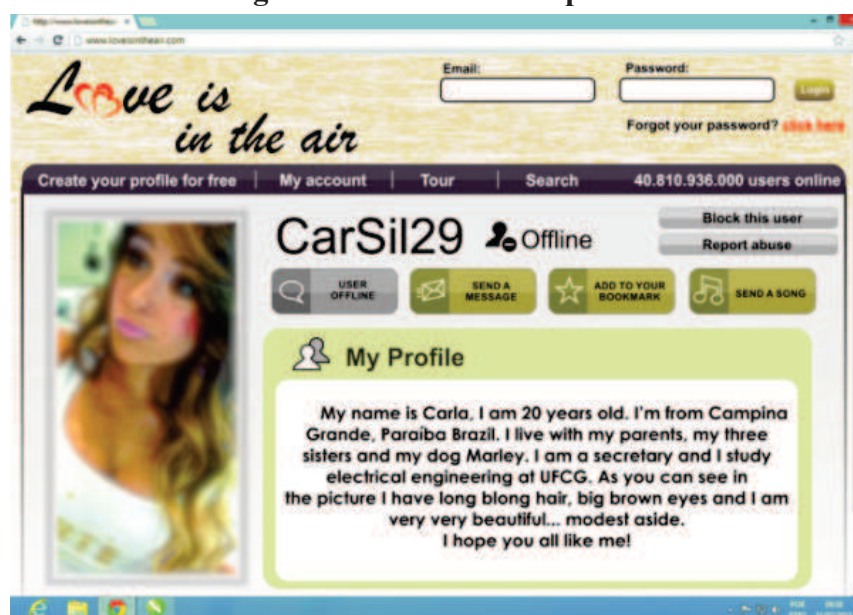 www.loveisintheair.com
Love is
in the air
Email:
Password:
Login
Forgot your password? click here
Create your profile for free | My account | Tour | Search 40.810.936.000 users online
CarSil29 Offline
Block this user
Report abuse
USER
OFFLINE
SEND A
MESSAGE
ADD TO YOUR
BOOKMARK
SEND A SONG
My Profile
My name is Carla, I am 20 years old. I'm from Campina
Grande, Paraíba Brazil. I live with my parents, my three
sisters and my dog Marley. I am a secretary and I study
electrical engineering at UFCG. As you can see in
the picture I have long blong hair, big brown eyes and I am
very very beautiful... modest aside.
I hope you all like me!